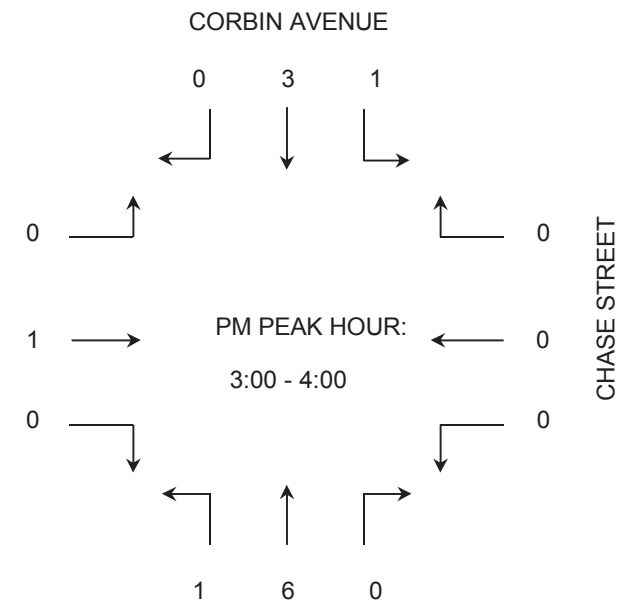 CORBIN AVENUE
0 3 1
0 0
CHASE STREET
PM PEAK HOUR:
1 0
3:00 - 4:00
0 0
1 6 0